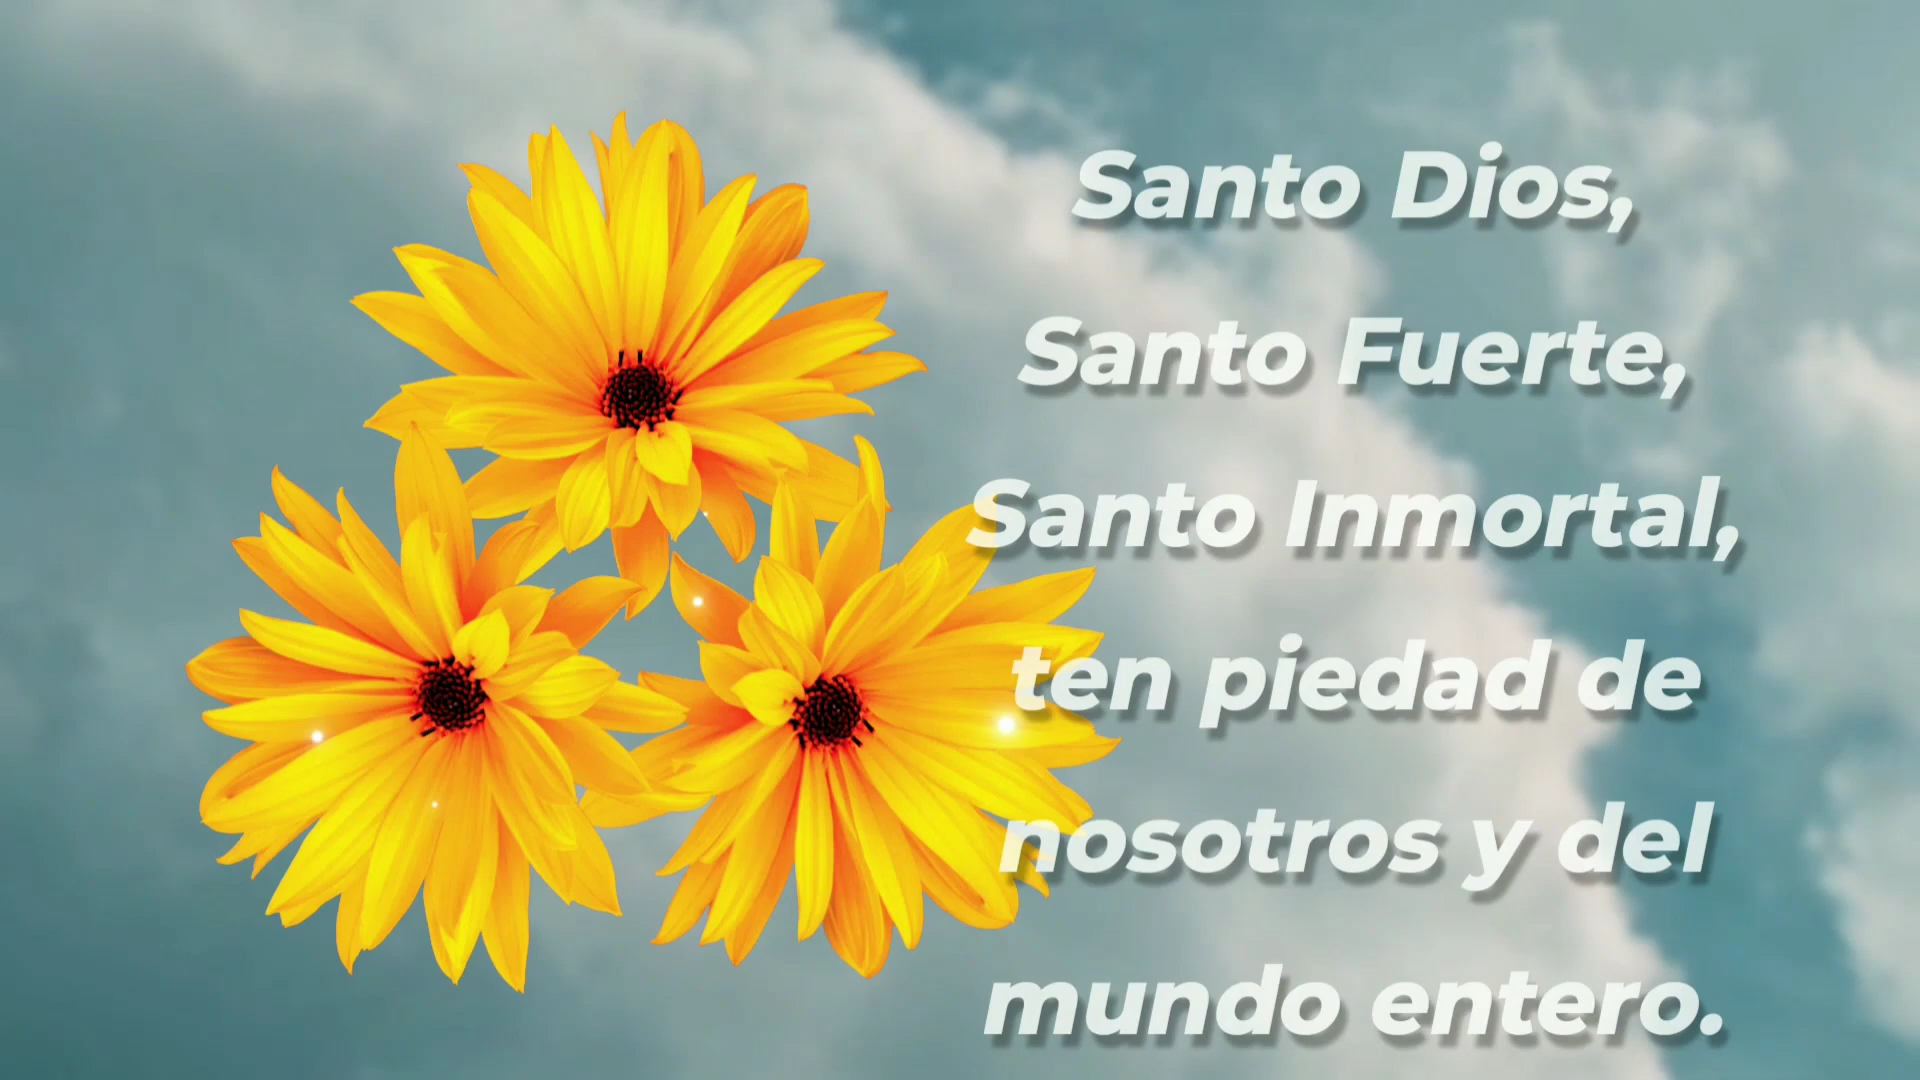 Santo Dios,
Santo Fuerte,
Santo Inmortal,
ten piedad de
nosotros y del
mundo entero.